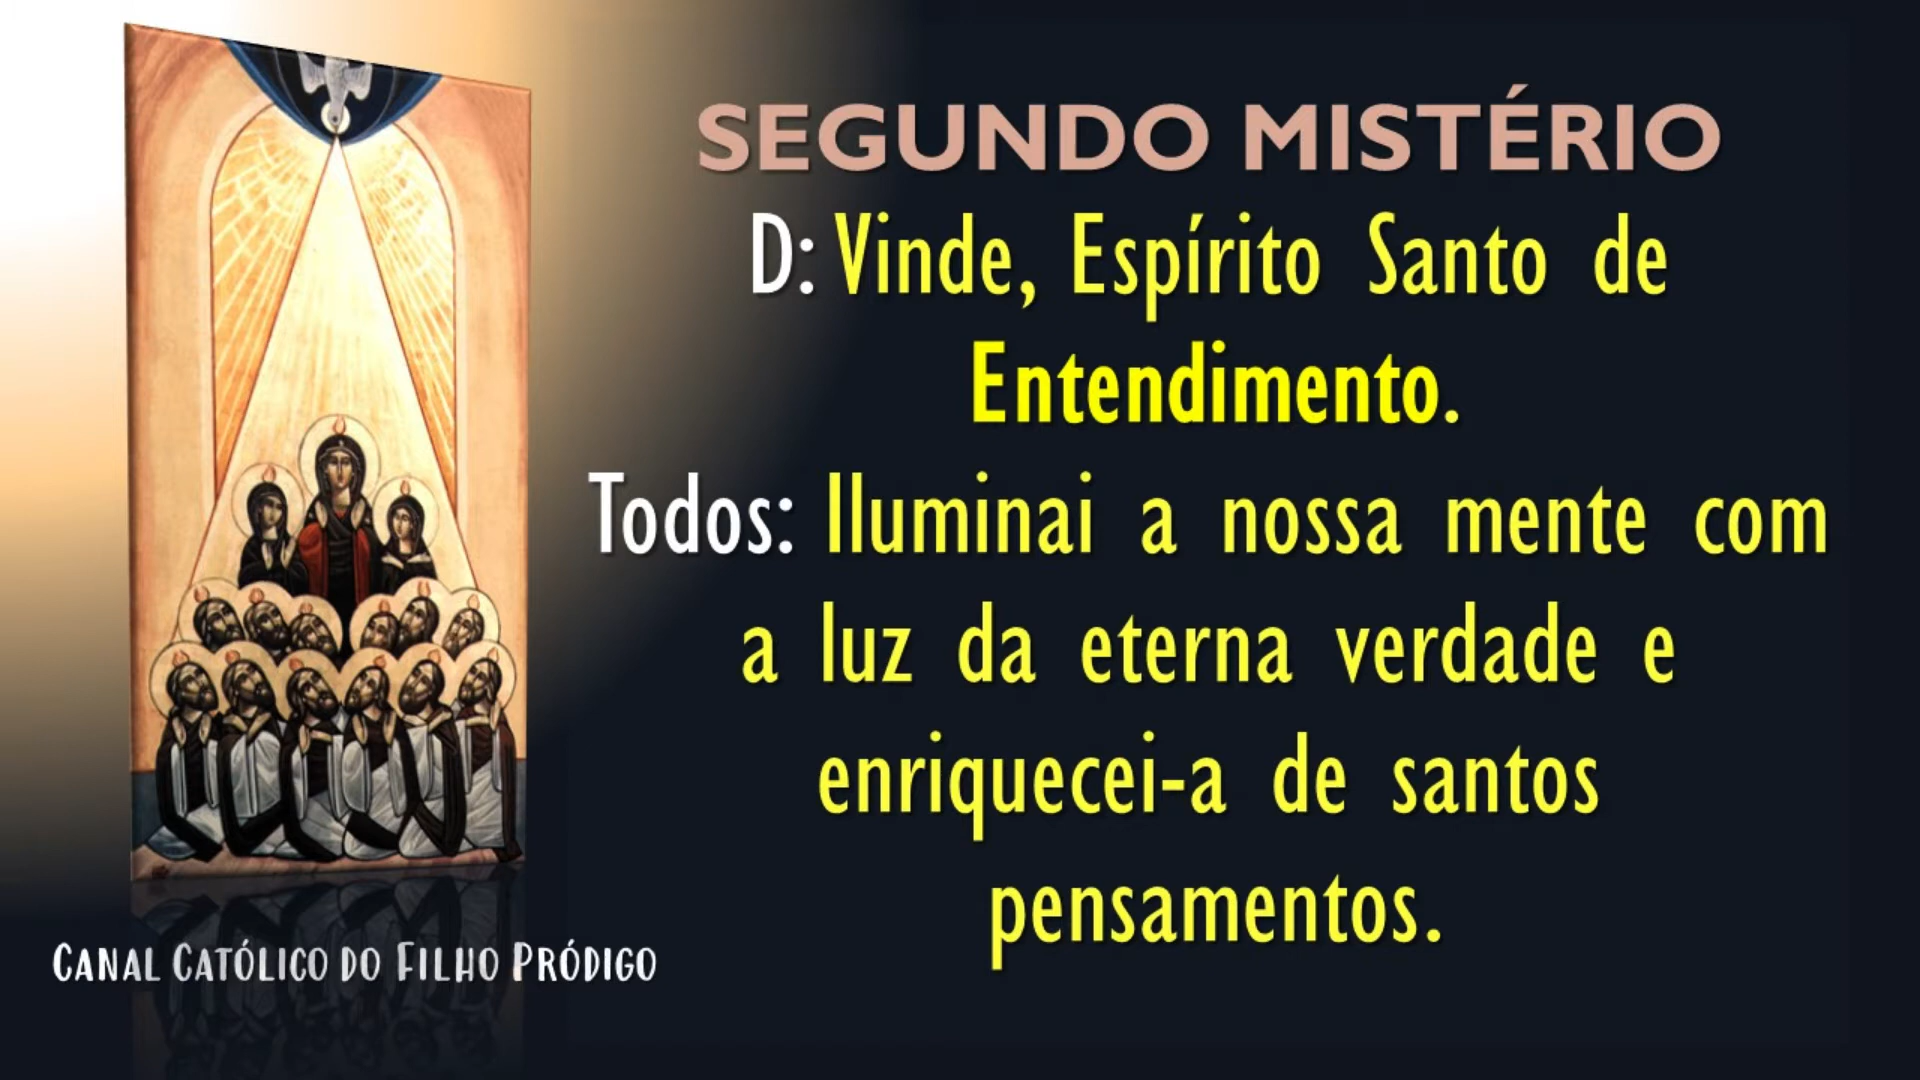 SEGUNDO MISTÉRIO
D: Vinde, Espírito Santo de
Entendimento.
Todos: Iluminai a nossa mente com
a luz da eterna verdade e
enriquecei-a de santos
pensamentos.
CANAL CATÓLICO DO FILHO PRÓDIGO